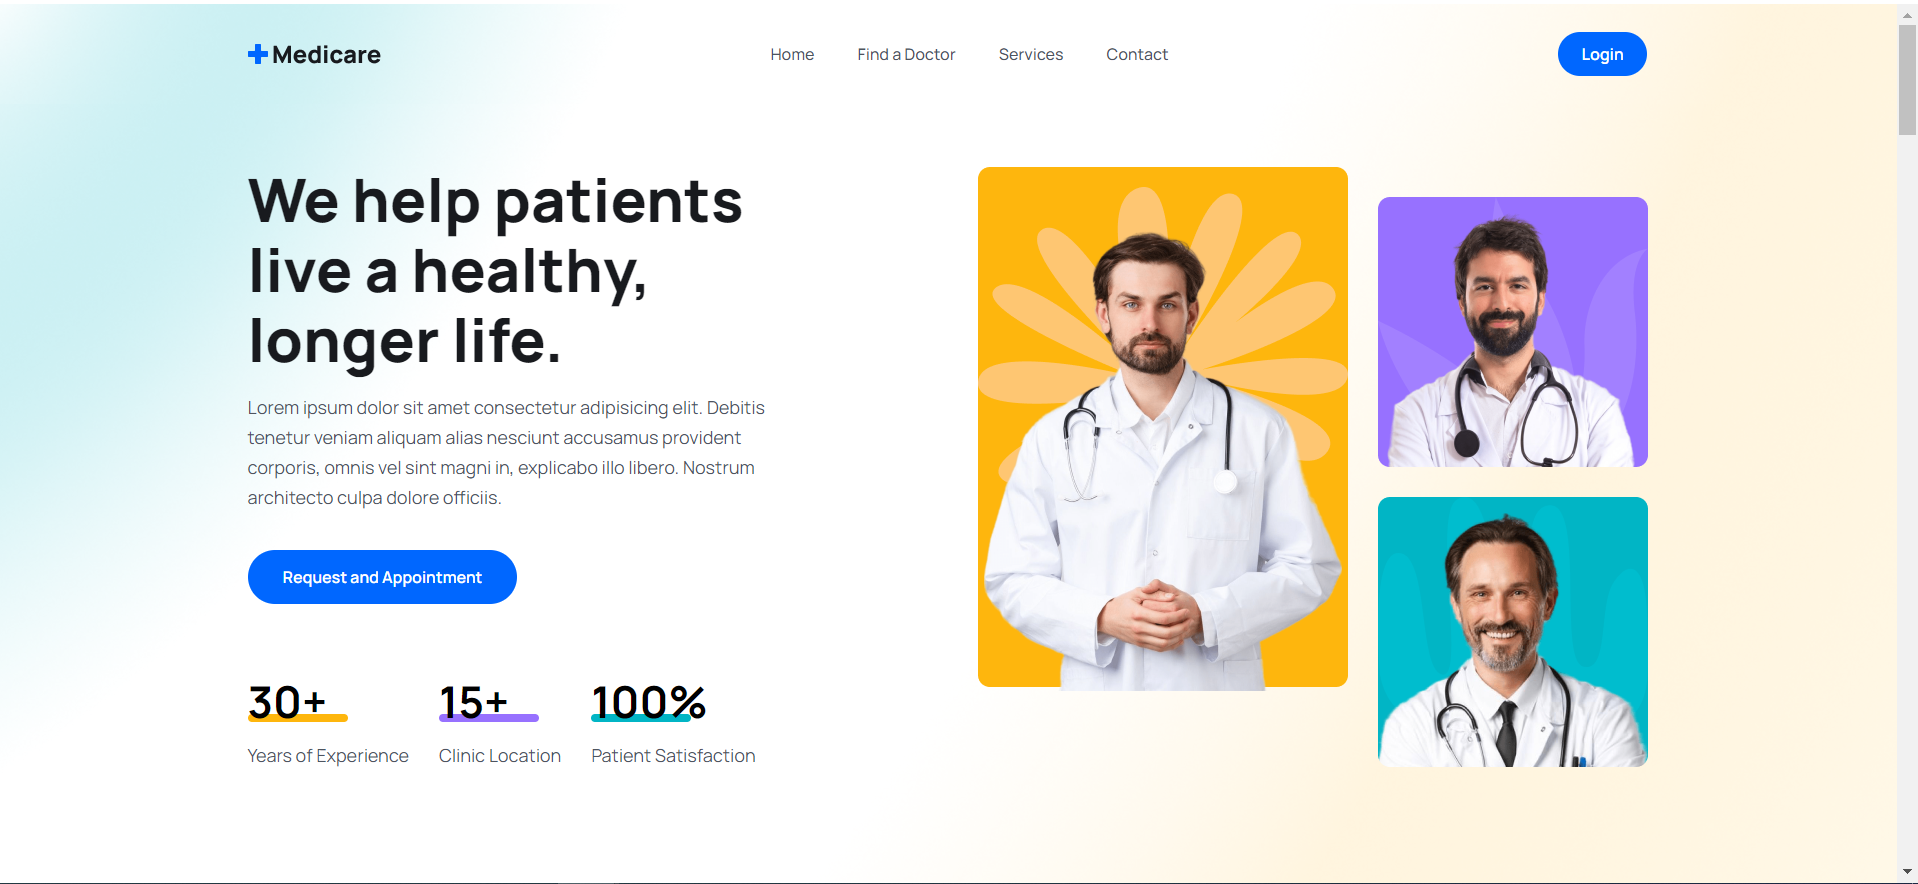 Medicare
Home
Find a Doctor
Services
Contact
Login
We help patients
live a healthy,
longer life.
Lorem ipsum dolor sit amet consectetur adipisicing elit. Debitis
tenetur veniam aliquam alias nesciunt accusamus provident
corporis, omnis vel sint magni in, explicabo illo libero. Nostrum
architecto culpa dolore officiis.
Request and Appointment
30+
Years of Experience
15+
Clinic Location
100%
Patient Satisfaction